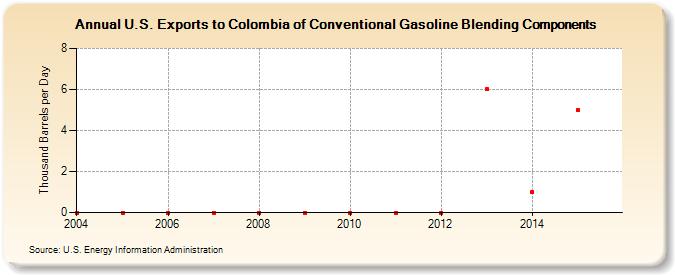 Annual U.S. Exports to Colombia of Conventional Gasoline Blending Components
Thousand Barrels per Day
8
6
4
2
0
2004 2006 2008 2010 2012 2014
Source: U.S. Energy Information Administration